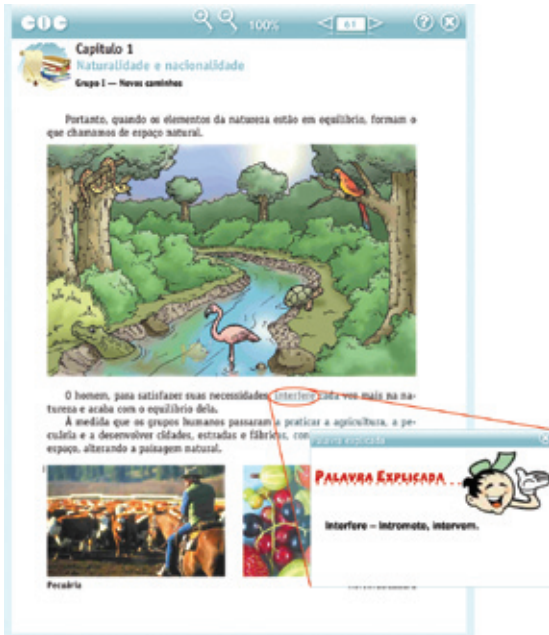 COC
100%
61
Capítulo 1
Naturalidade e nacionalidade
Grupo I — Novos caminhos
Portanto, quando os elementos da natureza estão em equilíbrio, formam o
que chamamos de espaço natural.
O homem, para satisfazer suas necessidades, interfere cada vez mais na na-
tureza e acaba com o equilíbrio dela.
À medida que os grupos humanos passaram a praticar a agricultura, a pe-
cuária e a desenvolver cidades, estradas e fábricas,
espaço, alterando a paisagem natural.
Palavra explicada
PALAVRA EXPLICADA
Interfere – Intromete, intervem.
Pecuária